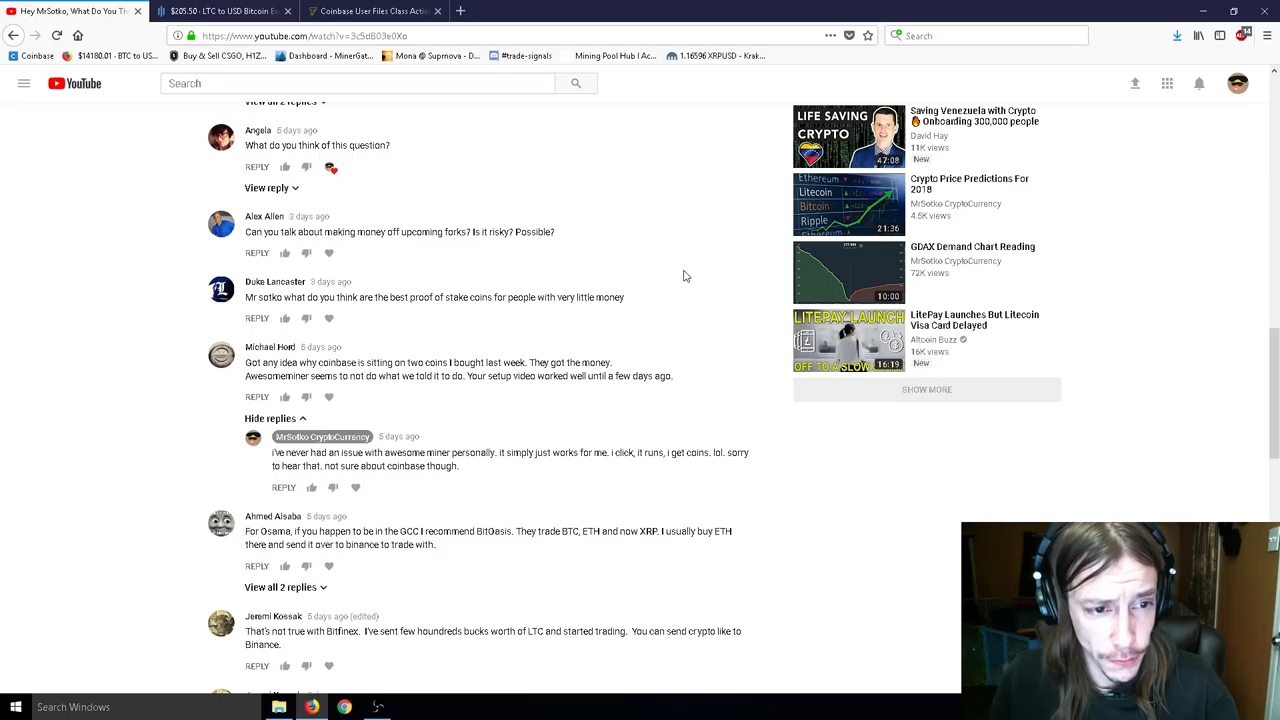 Hey MrSotko, What Do You Th
$205.50 - LTC to USD Bitcoin Ex
Coinbase User Files Class Actio
https://www.youtube.com/watch?v=3c5dB03e0Xo
Search
14
Coinbase
$14180.01 - BTC to US...
Buy & Sell CSGO, H1Z...
Dashboard - MinerGat...
Mona @ Suprnova - D...
#trade-signals
Mining Pool Hub | Ac...
1.16596 XRPUSD - Krak...
YouTube
Search
View all 2 replies
Angela 5 days ago
What do you think of this question?
REPLY
View reply
Alex Allen 3 days ago
Can you talk about making money off upcoming forks? Is it risky? Possible?
REPLY
Duke Lancaster 3 days ago
Mr sotko what do you think are the best proof of stake coins for people with very little money
REPLY
Michael Hord 5 days ago
Got any idea why coinbase is sitting on two coins I bought last week. They got the money.
Awesomeminer seems to not do what we told it to do. Your setup video worked well until a few days ago.
REPLY
Hide replies
MrSotko CryptoCurrency 5 days ago
i've never had an issue with awesome miner personally. it simply just works for me. i click, it runs, i get coins. lol. sorry
to hear that. not sure about coinbase though.
REPLY
Ahmed Alsaba 5 days ago
For Osama, if you happen to be in the GCC I recommend BitOasis. They trade BTC, ETH and now XRP. I usually buy ETH
there and send it over to binance to trade with.
REPLY
View all 2 replies
Jeremi Kossak 5 days ago (edited)
That's not true with Bitfinex. I've sent few houndreds bucks worth of LTC and started trading. You can send crypto like to
Binance.
REPLY
LIFE SAVING
CRYPTO
47:08
Saving Venezuela with Crypto
Onboarding 300,000 people
David Hay
11K views
New
Ethereum
Litecoin
Bitcoin
Ripple
21:36
Crypto Price Predictions For
2018
MrSotko CryptoCurrency
4.5K views
10:00
GDAX Demand Chart Reading
MrSotko CryptoCurrency
72K views
LITEPAY LAUNCH
OFF TO A SLOW
16:19
LitePay Launches But Litecoin
Visa Card Delayed
Altcoin Buzz
16K views
New
SHOW MORE
Search Windows